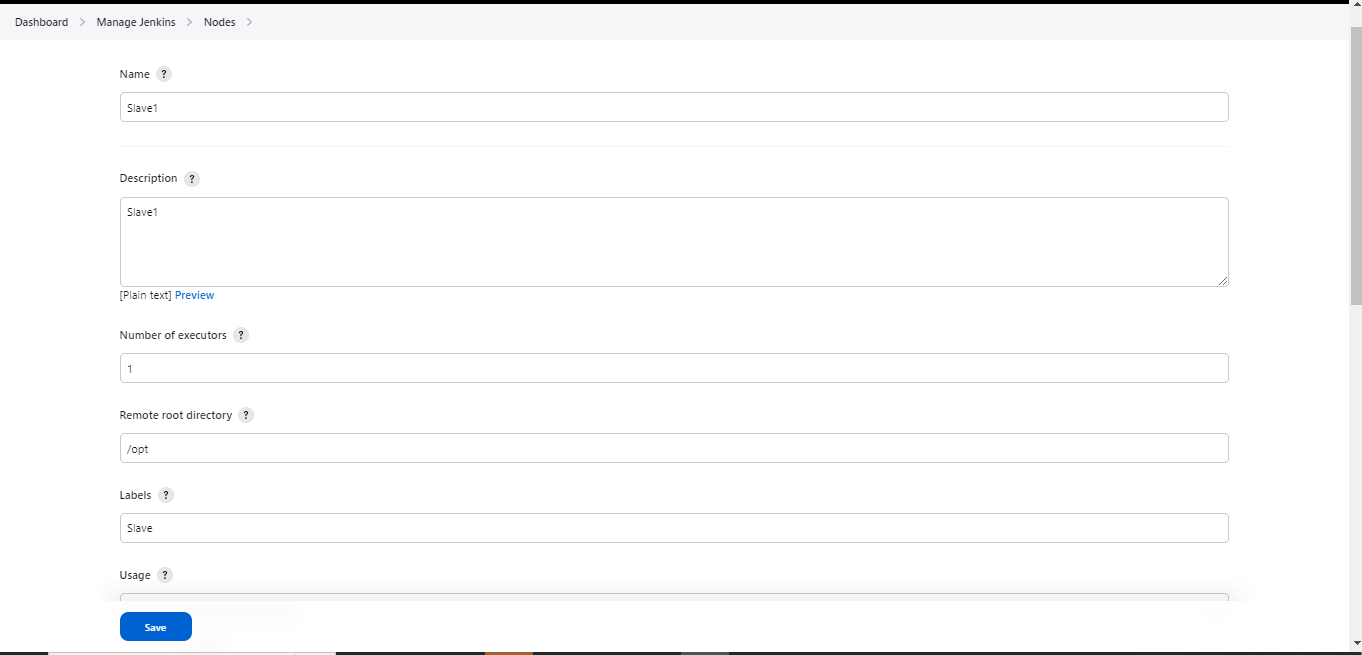 Dashboard > Manage Jenkins > Nodes >
Name ?
Slave1
Description ?
Slave1
[Plain text] Preview
Number of executors ?
1
Remote root directory ?
/opt
Labels ?
Slave
Usage ?
Save